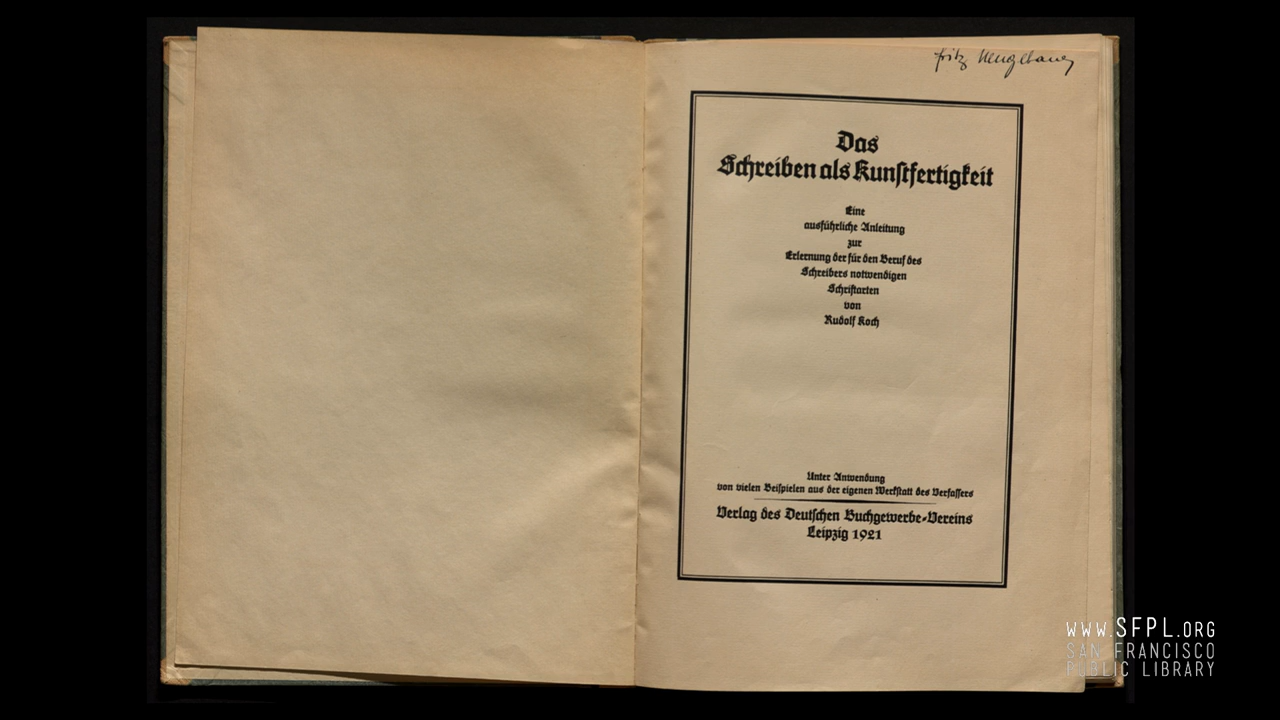 Fritz
Das
Schreiben als Kunstfertigkeit
Eine
ausführliche Anleitung
zur
Erlernung der für den Beruf des
Schreibers notwendigen
Schriftarten
von
Rudolf Koch
Unter Anwendung
von vielen Beispielen aus der eigenen Werkstatt des Verfassers
Verlag des Deutschen Buchgewerbe-Vereins
Leipzig 1921
WWW.SFPL.ORG
SAN FRANCISCO
PUBLIC LIBRARY